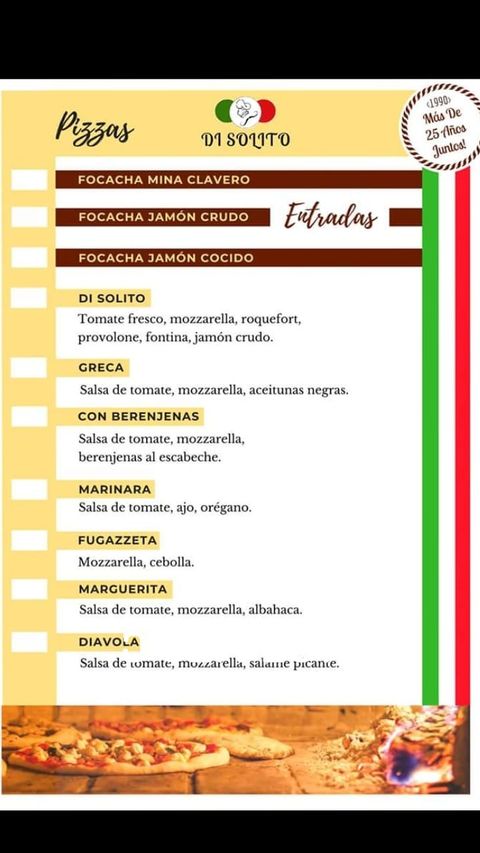 Pizzas
DI SOLITO
‹1990›
Más De
25 Años
Juntos!
FOCACHA MINA CLAVERO
FOCACHA JAMÓN CRUDO
Entradas
FOCACHA JAMÓN COCIDO
DI SOLITO
Tomate fresco, mozzarella, roquefort,
provolone, fontina, jamón crudo.
GRECA
Salsa de tomate, mozzarella, aceitunas negras.
CON BERENJENAS
Salsa de tomate, mozzarella,
berenjenas al escabeche.
MARINARA
Salsa de tomate, ajo, orégano.
FUGAZZETA
Mozzarella, cebolla.
MARGUERITA
Salsa de tomate, mozzarella, albahaca.
DIAVOLA
Salsa de tomate, mozzarella, salame picante.